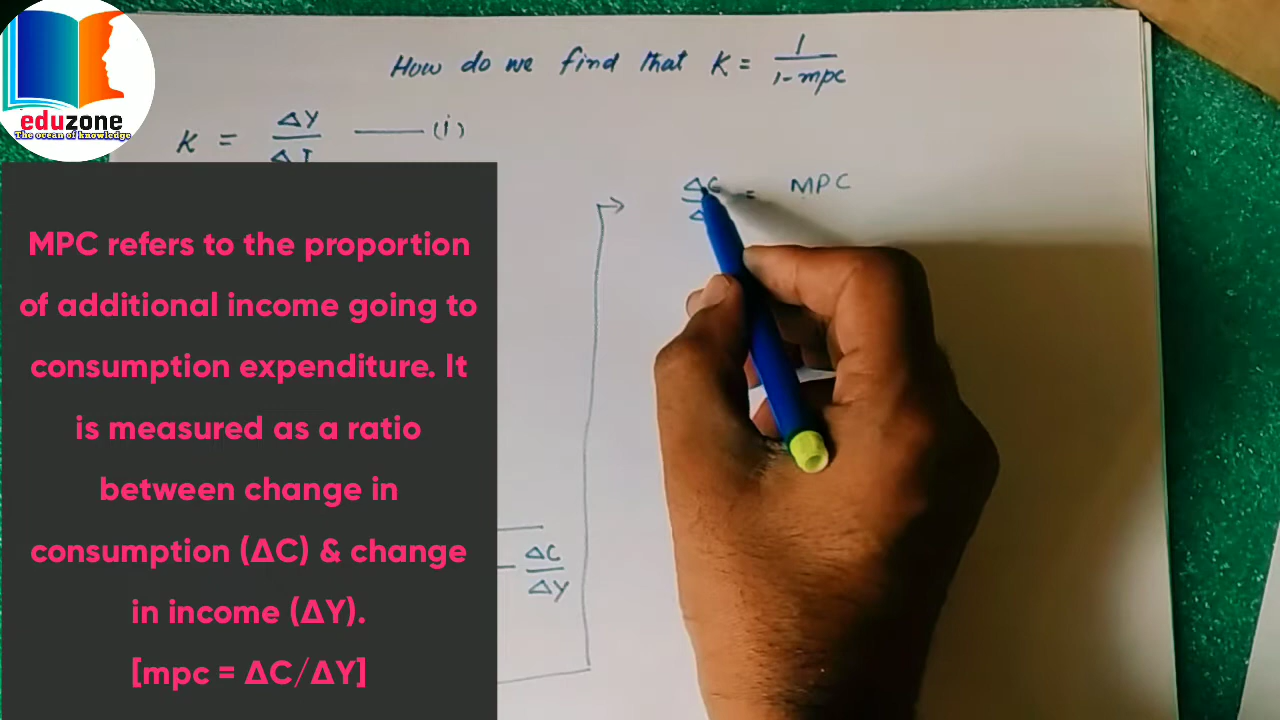 How do we find that K = 1 / 1-mpc
eduzone
The ocean of knowledge
K = ΔY / ΔI —— (i)
ΔC = MPC
Δ
MPC refers to the proportion
of additional income going to
consumption expenditure. It
is measured as a ratio
between change in
consumption (ΔC) & change
in income (ΔY).
[mpc = ΔC/ΔY]
— ΔC / ΔY